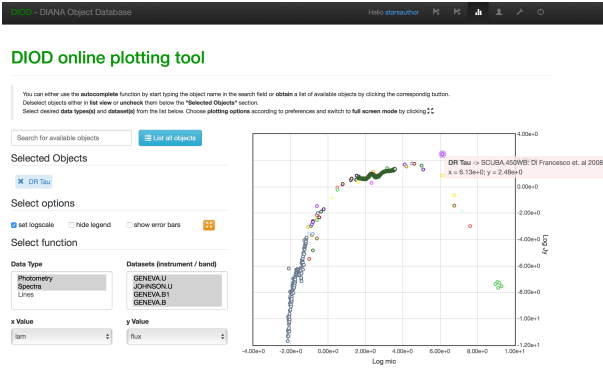 DIOD - DIANA Object Database
Hello starsauthor
DIOD online plotting tool
You can either use the autocomplete function by start typing the object name in the search field or obtain a list of available objects by clicking the correspondig button.
Delselect objects either in list view or uncheck them below the "Selected Objects" section.
Select desired data types(s) and dataset(s) from the list below. Choose plotting options according to preferences and switch to full screen mode by clicking
Search for available objects
List all objects
Selected Objects
DR Tau
Select options
set logscale
hide legend
show error bars
Select function
Data Type
Datasets (instrument / band)
Photometry
Spectra
Lines
GENEVA.U
JOHNSON.U
GENEVA.B1
GENEVA.B
x Value
y Value
lam
flux
4.00e+0
DR Tau -> SCUBA.450WB: Di Francesco et. al 2008
x = 6.13e+0; y = 2.48e+0
0.00e+0
-2.00e+0
-4.00e+0
Log Jy
-6.00e+0
-8.00e+0
-1.00e+1
-1.20e+1
-4.00e+0
-2.00e+0
0.00e+0
2.00e+0
4.00e+0
6.00e+0
8.00e+0
1.00e+1
Log mic